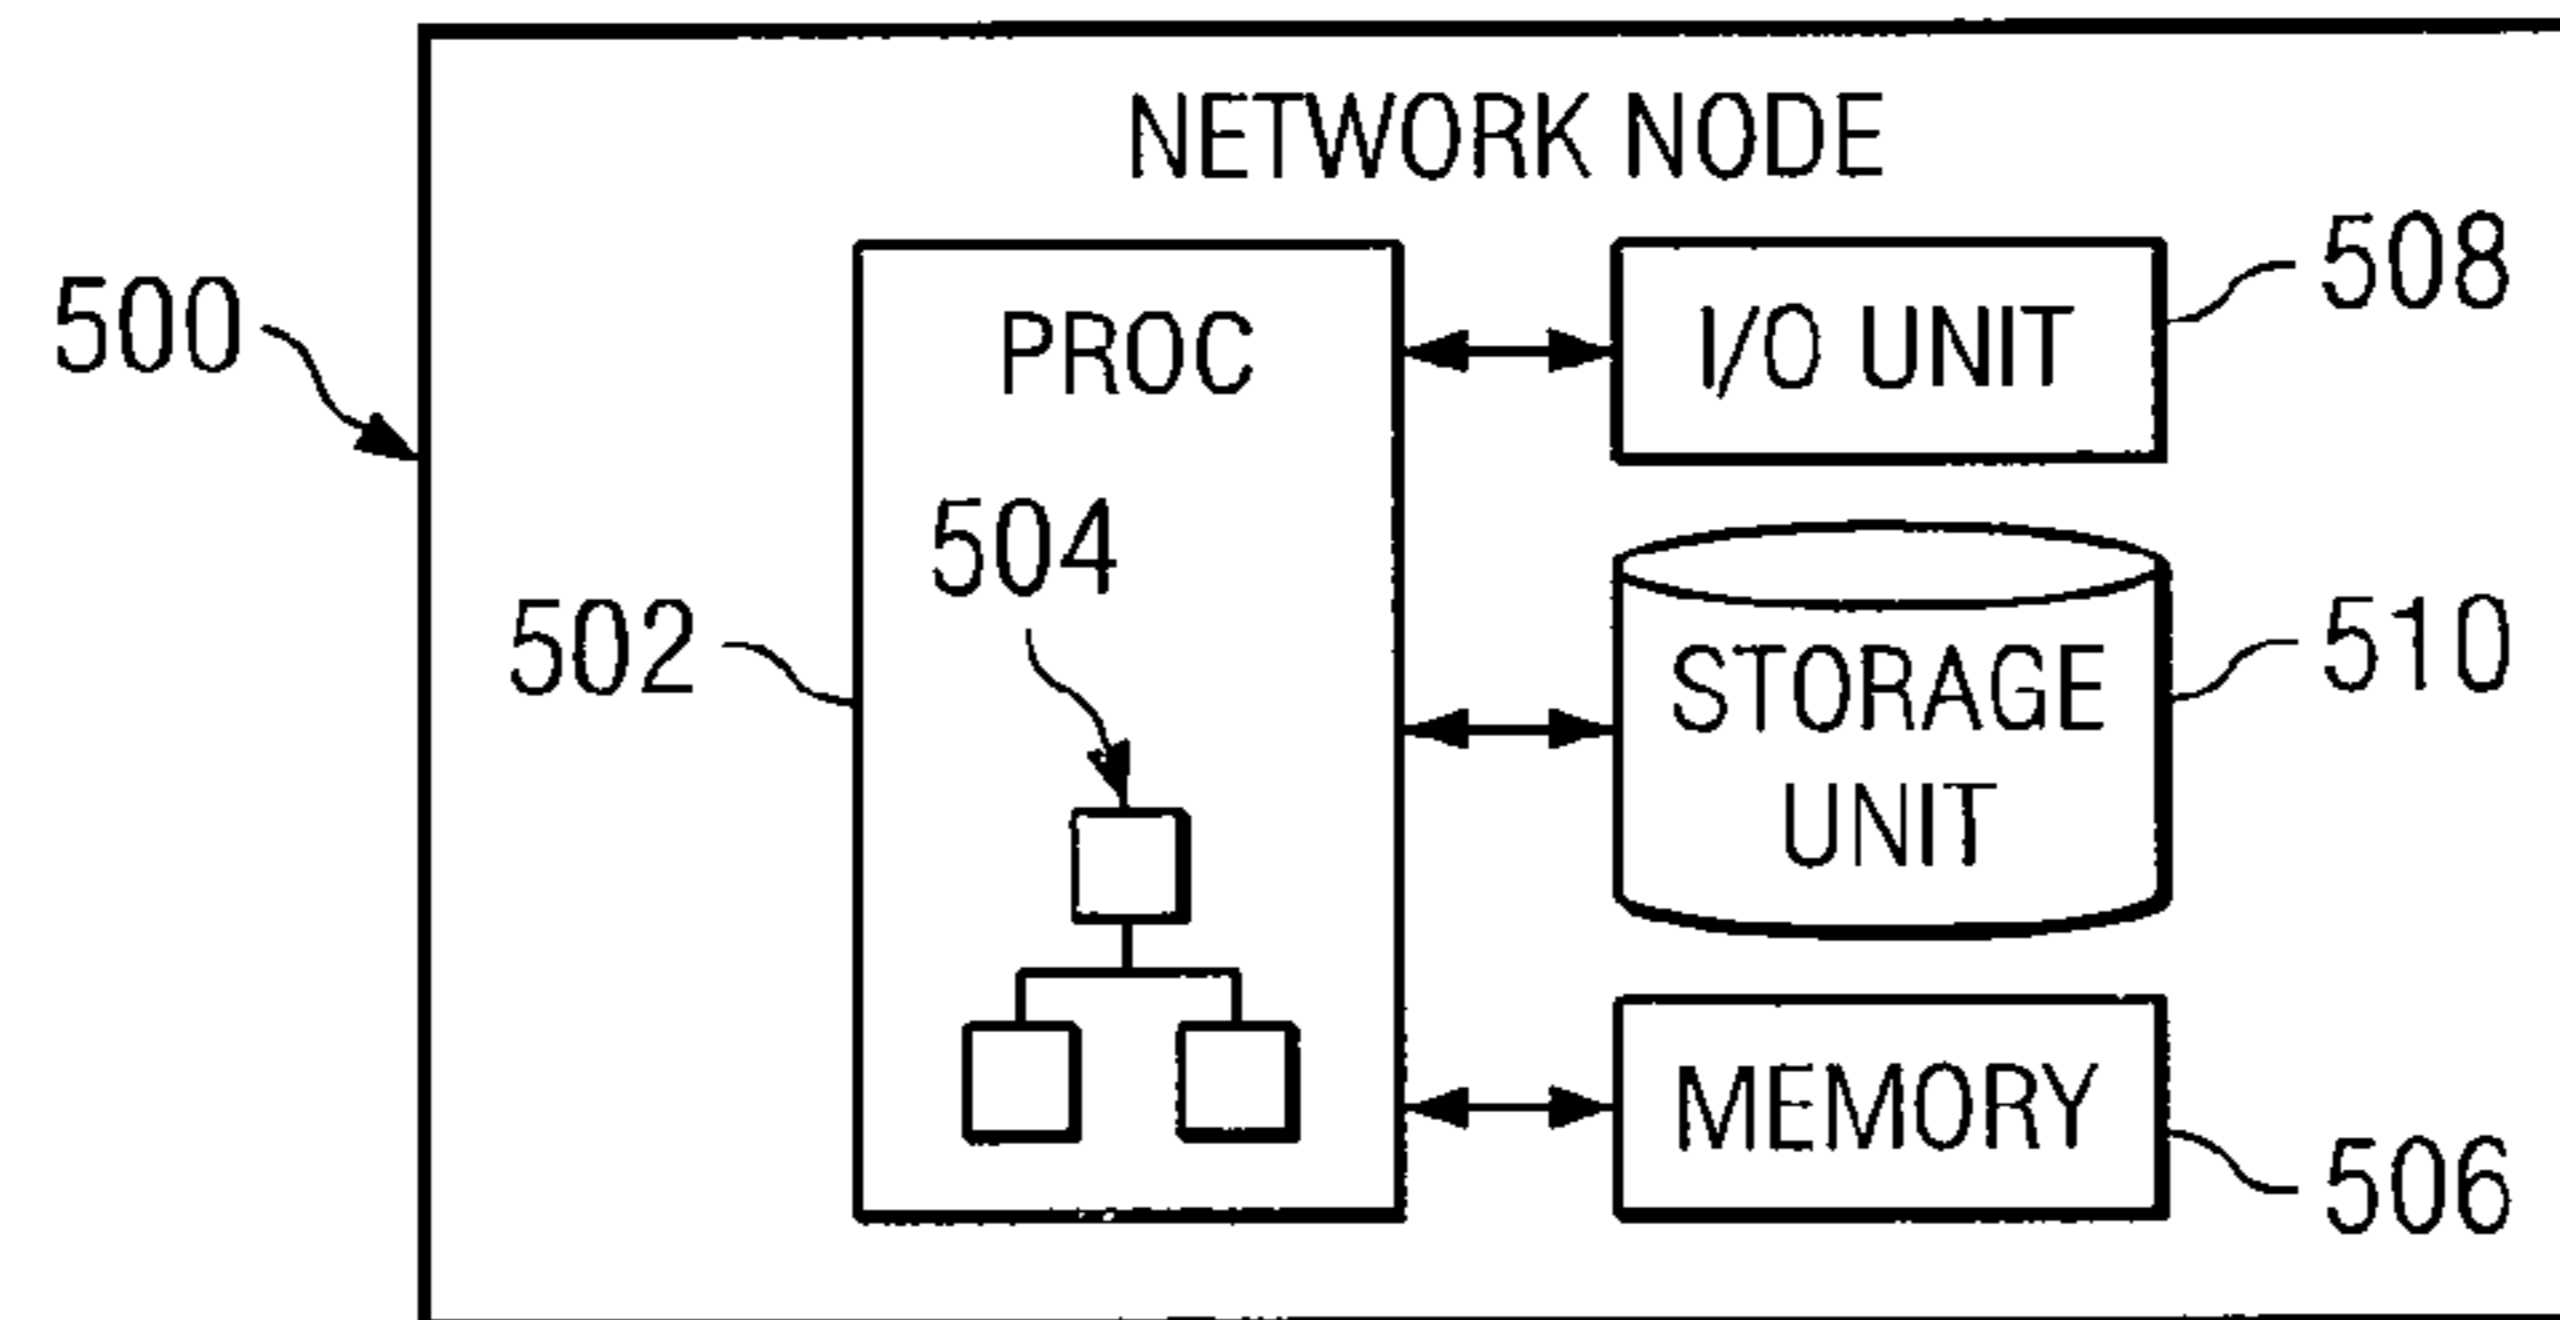 NETWORK NODE
500
PROC
I/O UNIT
508
504
502
STORAGE
UNIT
510
MEMORY
506